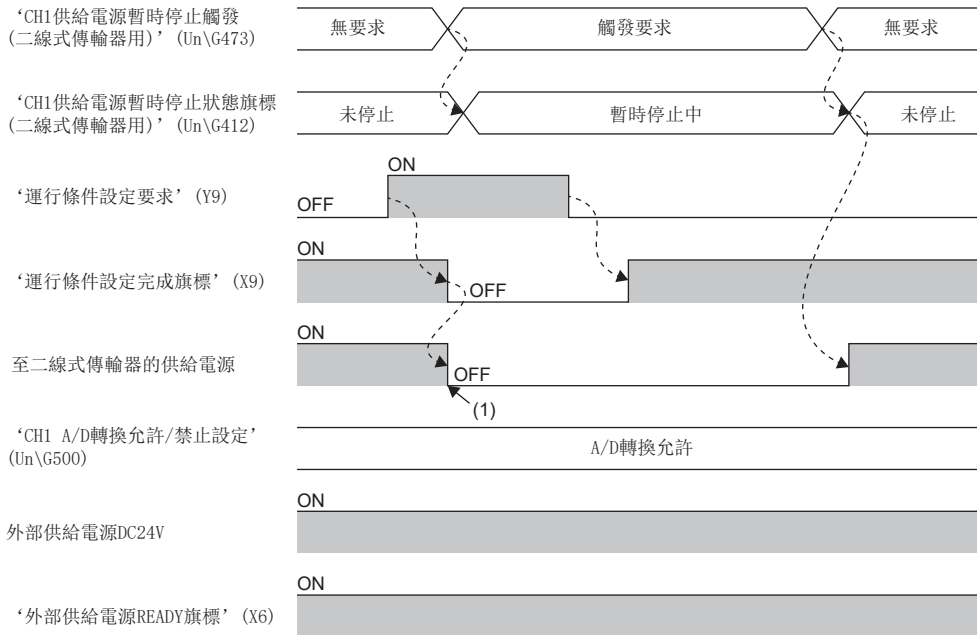 ‘CH1供給電源暫時停止觸發
(二線式傳輸器用)’(Un\G473)
無要求
觸發要求
無要求
‘CH1供給電源暫時停止狀態旗標
(二線式傳輸器用)’(Un\G412)
未停止
暫時停止中
未停止
ON
‘運行條件設定要求’(Y9)
OFF
ON
‘運行條件設定完成旗標’(X9)
OFF
ON
至二線式傳輸器的供給電源
OFF
(1)
‘CH1 A/D轉換允許/禁止設定’
(Un\G500)
A/D轉換允許
ON
外部供給電源DC24V
ON
‘外部供給電源READY旗標’(X6)